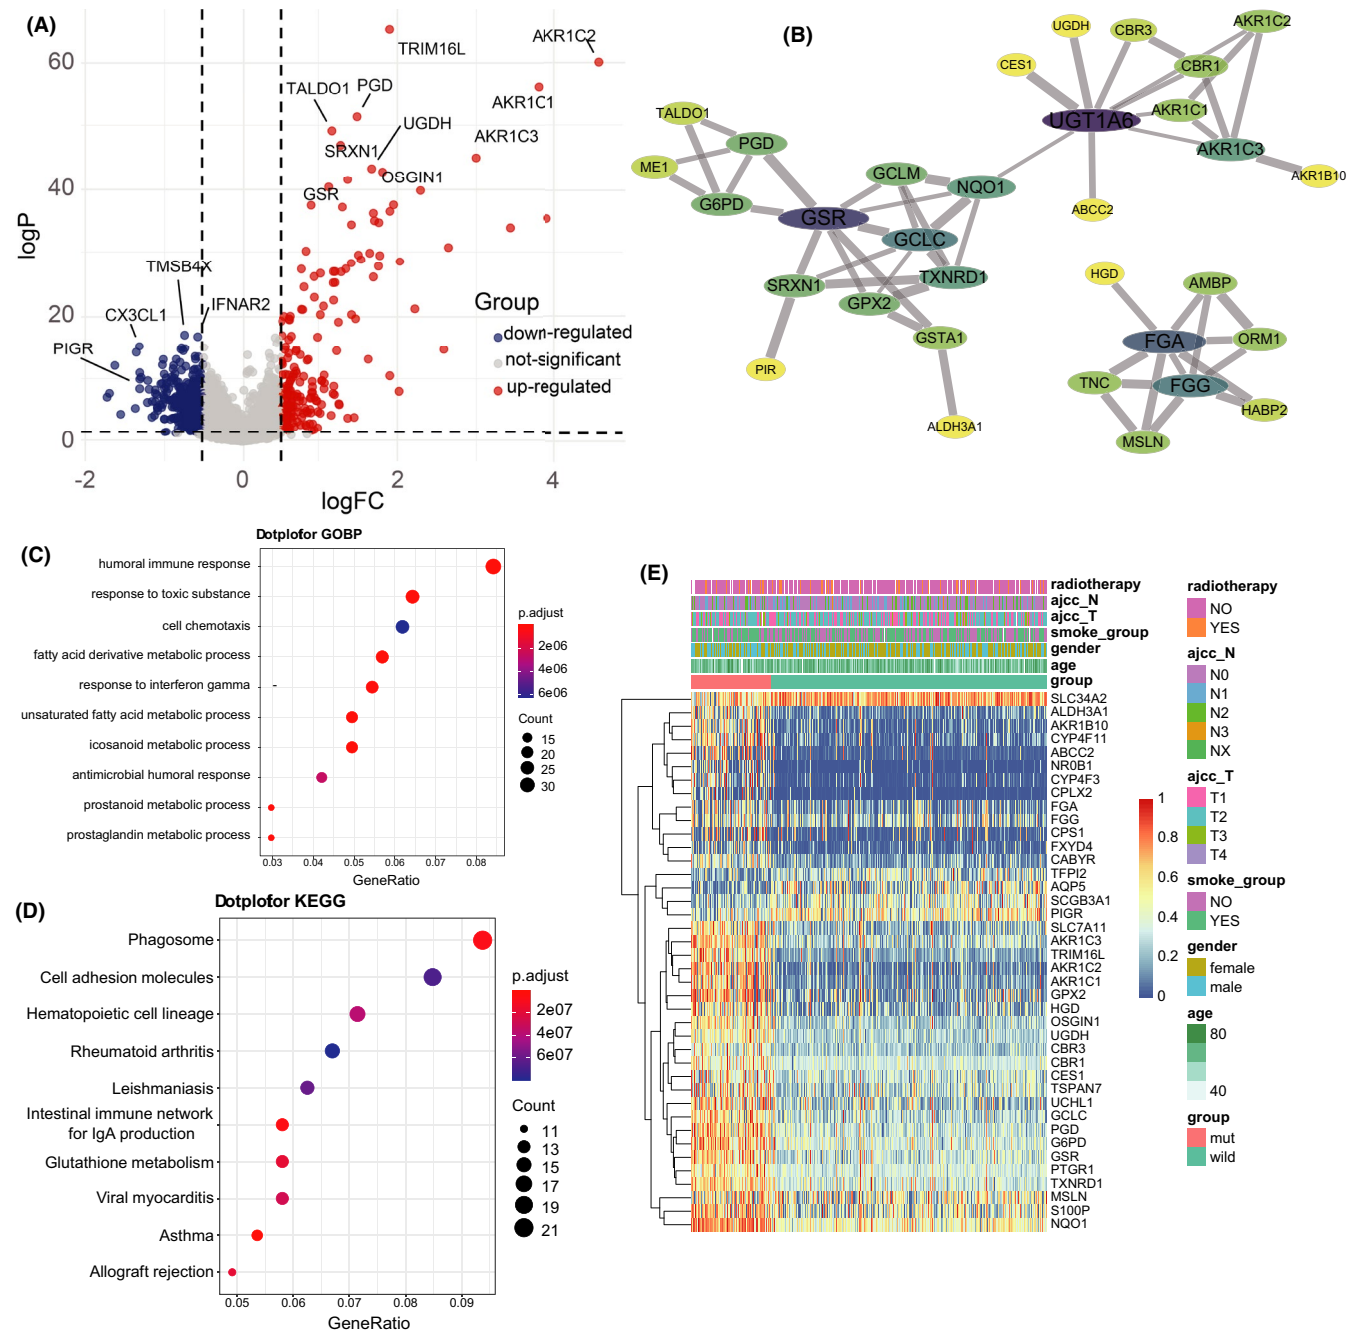 (A)
60
40
20
0
-2
0
2
4
logP
logFC
TRIM16L
AKR1C2
TALDO1
PGD
AKR1C1
UGDH
AKR1C3
SRXN1
OSGIN1
GSR
TMSB4X
IFNAR2
CX3CL1
PIGR
Group
down-regulated
not-significant
up-regulated
(B)
UGDH
CBR3
AKR1C2
CES1
CBR1
TALDO1
AKR1C1
UGT1A6
PGD
AKR1C3
ME1
GCLM
NQO1
AKR1B10
G6PD
GSR
ABCC2
GCLC
SRXN1
TXNRD1
HGD
AMBP
GPX2
GSTA1
FGA
ORM1
PIR
TNC
FGG
HABP2
ALDH3A1
MSLN
(C)
Dotplofor GOBP
humoral immune response
response to toxic substance
cell chemotaxis
fatty acid derivative metabolic process
response to interferon gamma
unsaturated fatty acid metabolic process
icosanoid metabolic process
antimicrobial humoral response
prostanoid metabolic process
prostaglandin metabolic process
0.03 0.04 0.05 0.06 0.07 0.08
GeneRatio
p.adjust
2e06
4e06
6e06
Count
15
20
25
30
(D)
Dotplofor KEGG
Phagosome
Cell adhesion molecules
Hematopoietic cell lineage
Rheumatoid arthritis
Leishmaniasis
Intestinal immune network
for IgA production
Glutathione metabolism
Viral myocarditis
Asthma
Allograft rejection
0.05 0.06 0.07 0.08 0.09
GeneRatio
p.adjust
2e07
4e07
6e07
Count
11
13
15
17
19
21
(E)
radiotherapy
ajcc_N
ajcc_T
smoke_group
gender
age
group
SLC34A2
ALDH3A1
AKR1B10
CYP4F11
ABCC2
NR0B1
CYP4F3
CPLX2
FGA
FGG
CPS1
FXYD4
CABYR
TFPI2
AQP5
SCGB3A1
PIGR
SLC7A11
AKR1C3
TRIM16L
AKR1C2
AKR1C1
GPX2
HGD
OSGIN1
UGDH
CBR3
CBR1
CES1
TSPAN7
UCHL1
GCLC
PGD
G6PD
GSR
PTGR1
TXNRD1
MSLN
S100P
NQO1
1
0.8
0.6
0.4
0.2
0
radiotherapy
NO
YES
ajcc_N
N0
N1
N2
N3
NX
ajcc_T
T1
T2
T3
T4
smoke_group
NO
YES
gender
female
male
age
80
40
group
mut
wild